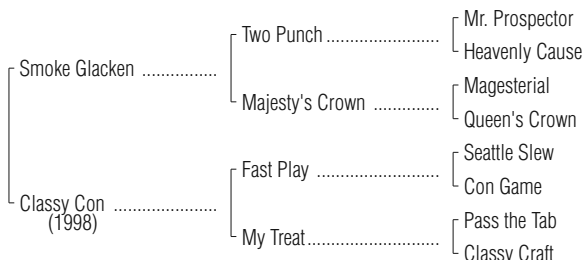 Mr. Prospector
Two Punch ..........................
Heavenly Cause
Smoke Glacken ................
Magesterial
Majesty's Crown ...............
Queen's Crown
Seattle Slew
Fast Play ............................
Con Game
Classy Con ......................
(1998)
Pass the Tab
My Treat..............................
Classy Craft